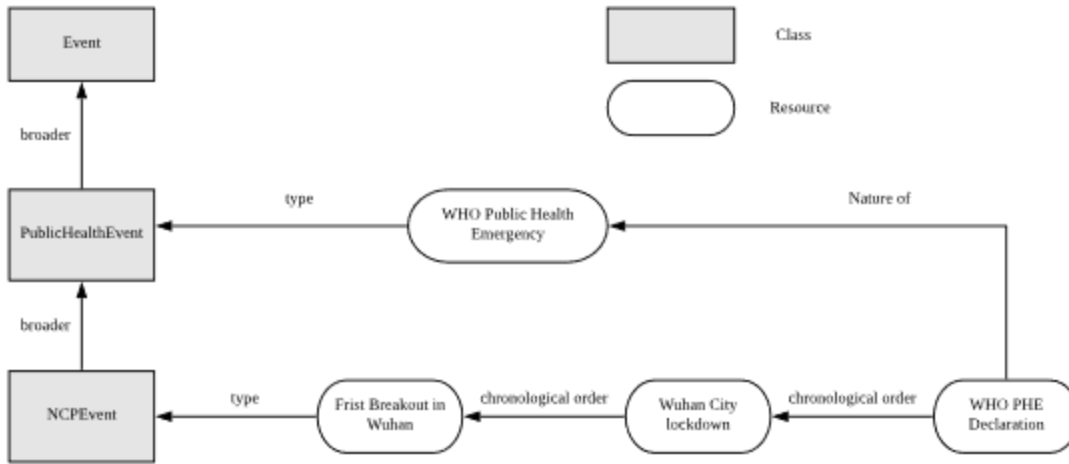 Event
Class
Resource
broader
type
Nature of
WHO Public Health
Emergency
PublicHealthEvent
broader
type
chronological order
chronological order
NCPEvent
Frist Breakout in
Wuhan
Wuhan City
lockdown
WHO PHE
Declaration